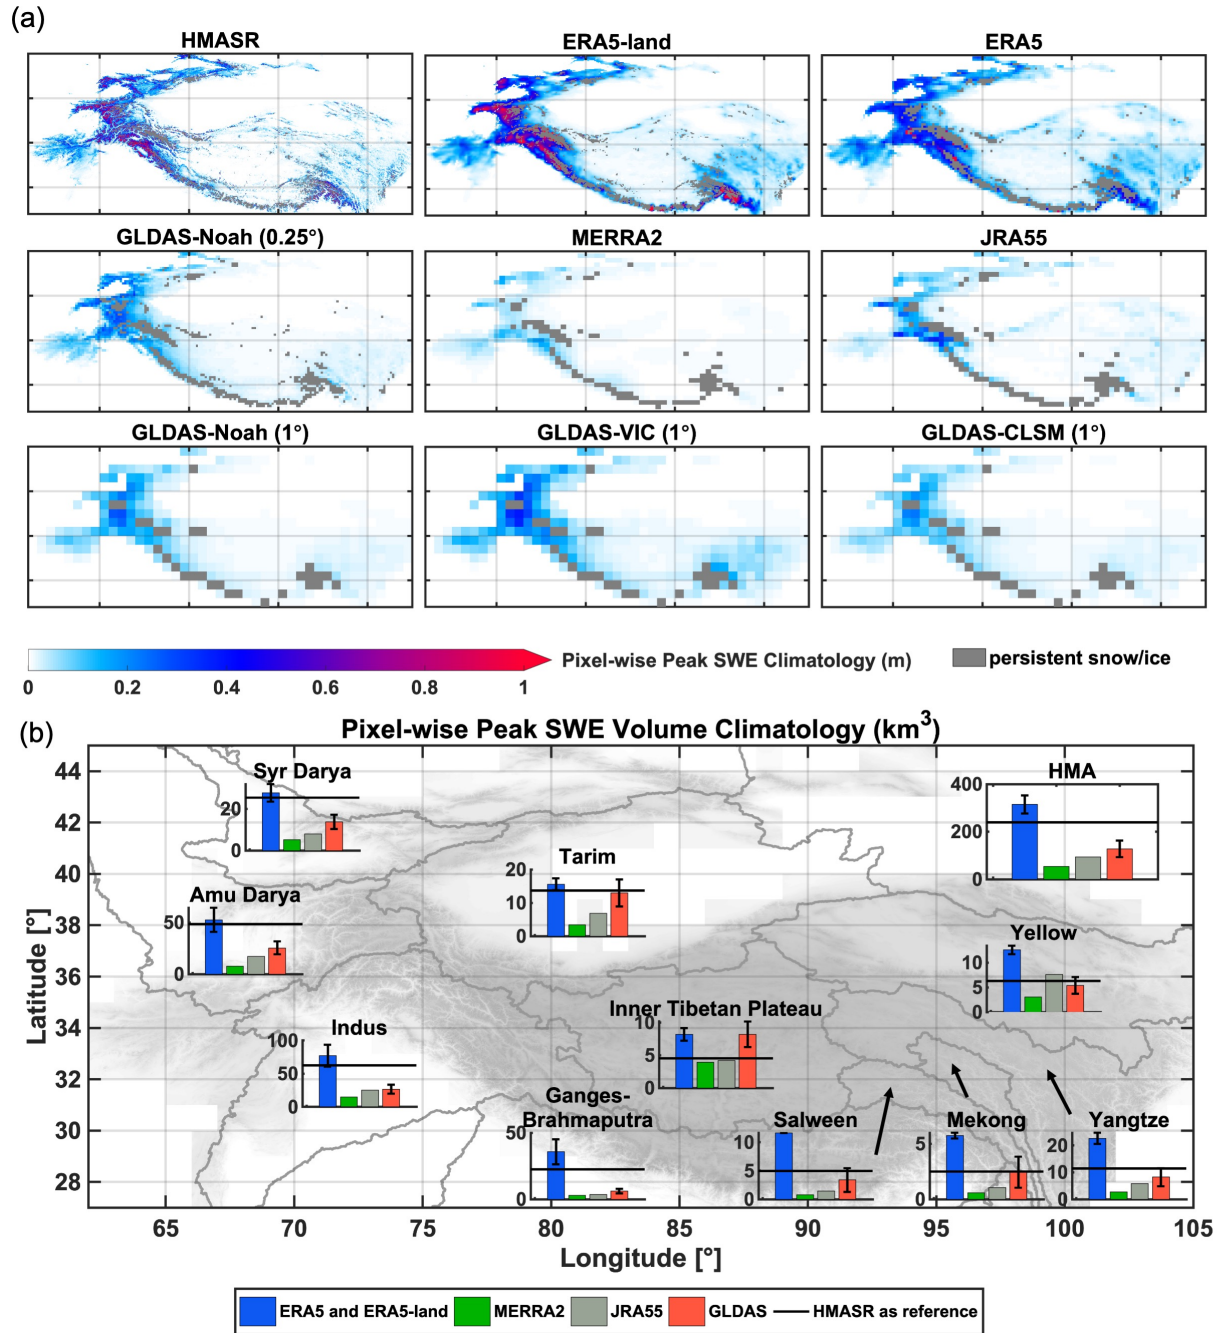 (a)
HMASR
ERA5-land
ERA5
GLDAS-Noah (0.25°)
MERRA2
JRA55
GLDAS-Noah (1°)
GLDAS-VIC (1°)
GLDAS-CLSM (1°)
0 0.2 0.4 0.6 0.8 1
Pixel-wise Peak SWE Climatology (m)
persistent snow/ice
(b)
Pixel-wise Peak SWE Volume Climatology (km³)
Latitude [°]
44
42
40
38
36
34
32
30
28
Syr Darya
20
0
HMA
400
200
0
Tarim
20
10
0
Amu Darya
50
0
Yellow
10
5
0
Inner Tibetan Plateau
10
5
0
Indus
100
50
0
Ganges-
Brahmaputra
50
0
Salween
10
5
0
Mekong
5
0
Yangtze
20
10
0
65 70 75 80 85 90 95 100 105
Longitude [°]
ERA5 and ERA5-land MERRA2 JRA55 GLDAS HMASR as reference